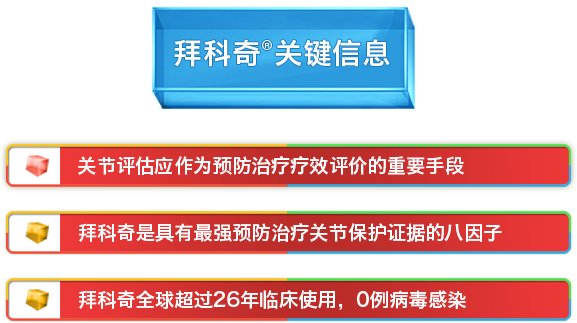 拜科奇®关键信息
关节评估应作为预防治疗疗效评价的重要手段
拜科奇是具有最强预防治疗关节保护证据的八因子
拜科奇全球超过26年临床使用，0例病毒感染